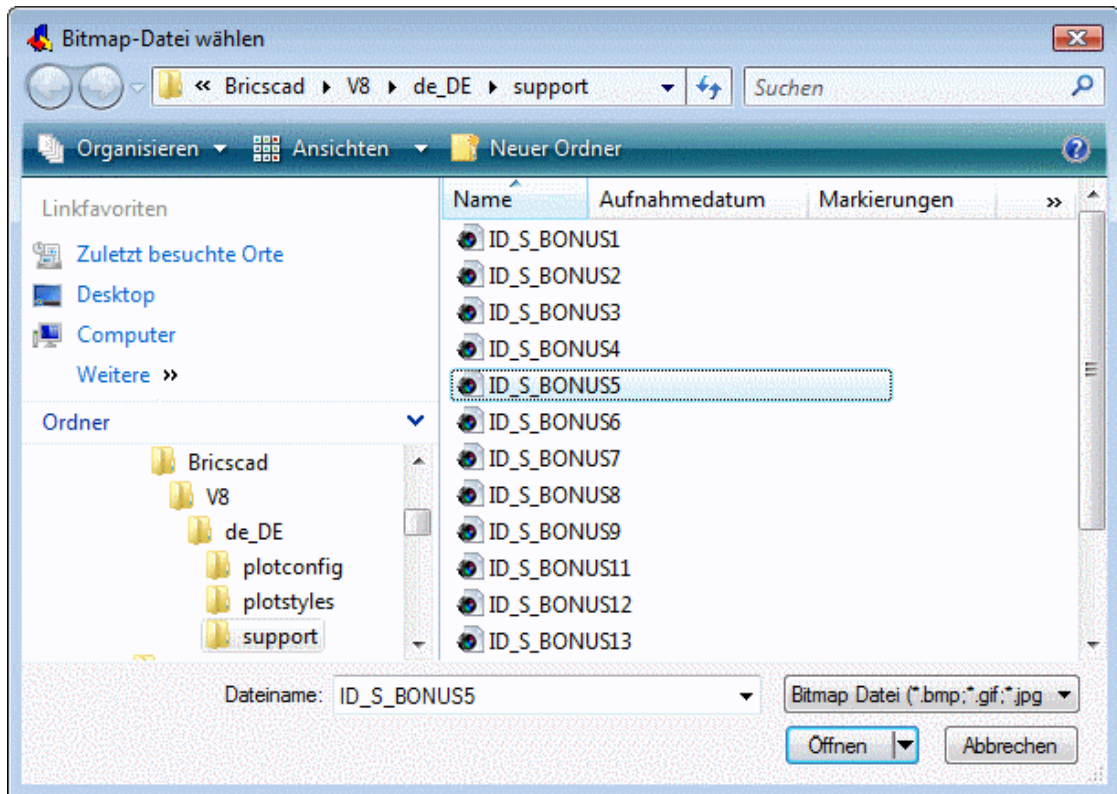 Bitmap-Datei wählen
« Bricscad ▸ V8 ▸ de_DE ▸ support
Suchen
Organisieren Ansichten Neuer Ordner
Linkfavoriten
Zuletzt besuchte Orte
Desktop
Computer
Weitere »
Ordner
Bricscad
V8
de_DE
plotconfig
plotstyles
support
Name Aufnahmedatum Markierungen »
ID_S_BONUS1
ID_S_BONUS2
ID_S_BONUS3
ID_S_BONUS4
ID_S_BONUS5
ID_S_BONUS6
ID_S_BONUS7
ID_S_BONUS8
ID_S_BONUS9
ID_S_BONUS11
ID_S_BONUS12
ID_S_BONUS13
Dateiname: ID_S_BONUS5
Bitmap Datei (*.bmp;*.gif;*.jpg
Öffnen Abbrechen